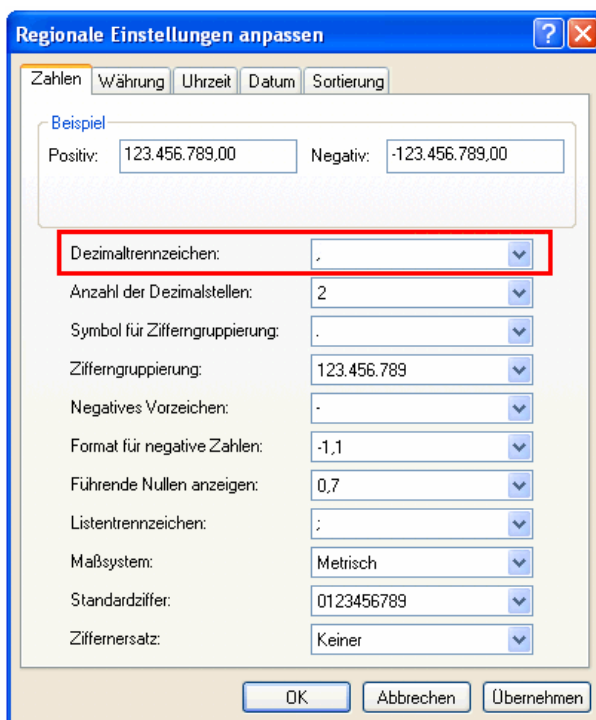 Regionale Einstellungen anpassen
Zahlen Währung Uhrzeit Datum Sortierung
Beispiel
Positiv: 123.456.789,00 Negativ: -123.456.789,00
Dezimaltrennzeichen: ,
Anzahl der Dezimalstellen: 2
Symbol für Zifferngruppierung: .
Zifferngruppierung: 123.456.789
Negatives Vorzeichen: -
Format für negative Zahlen: -1,1
Führende Nullen anzeigen: 0,7
Listentrennzeichen: ;
Maßsystem: Metrisch
Standardziffer: 0123456789
Ziffernersatz: Keiner
OK Abbrechen Übernehmen